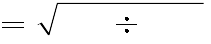 = √ ÷